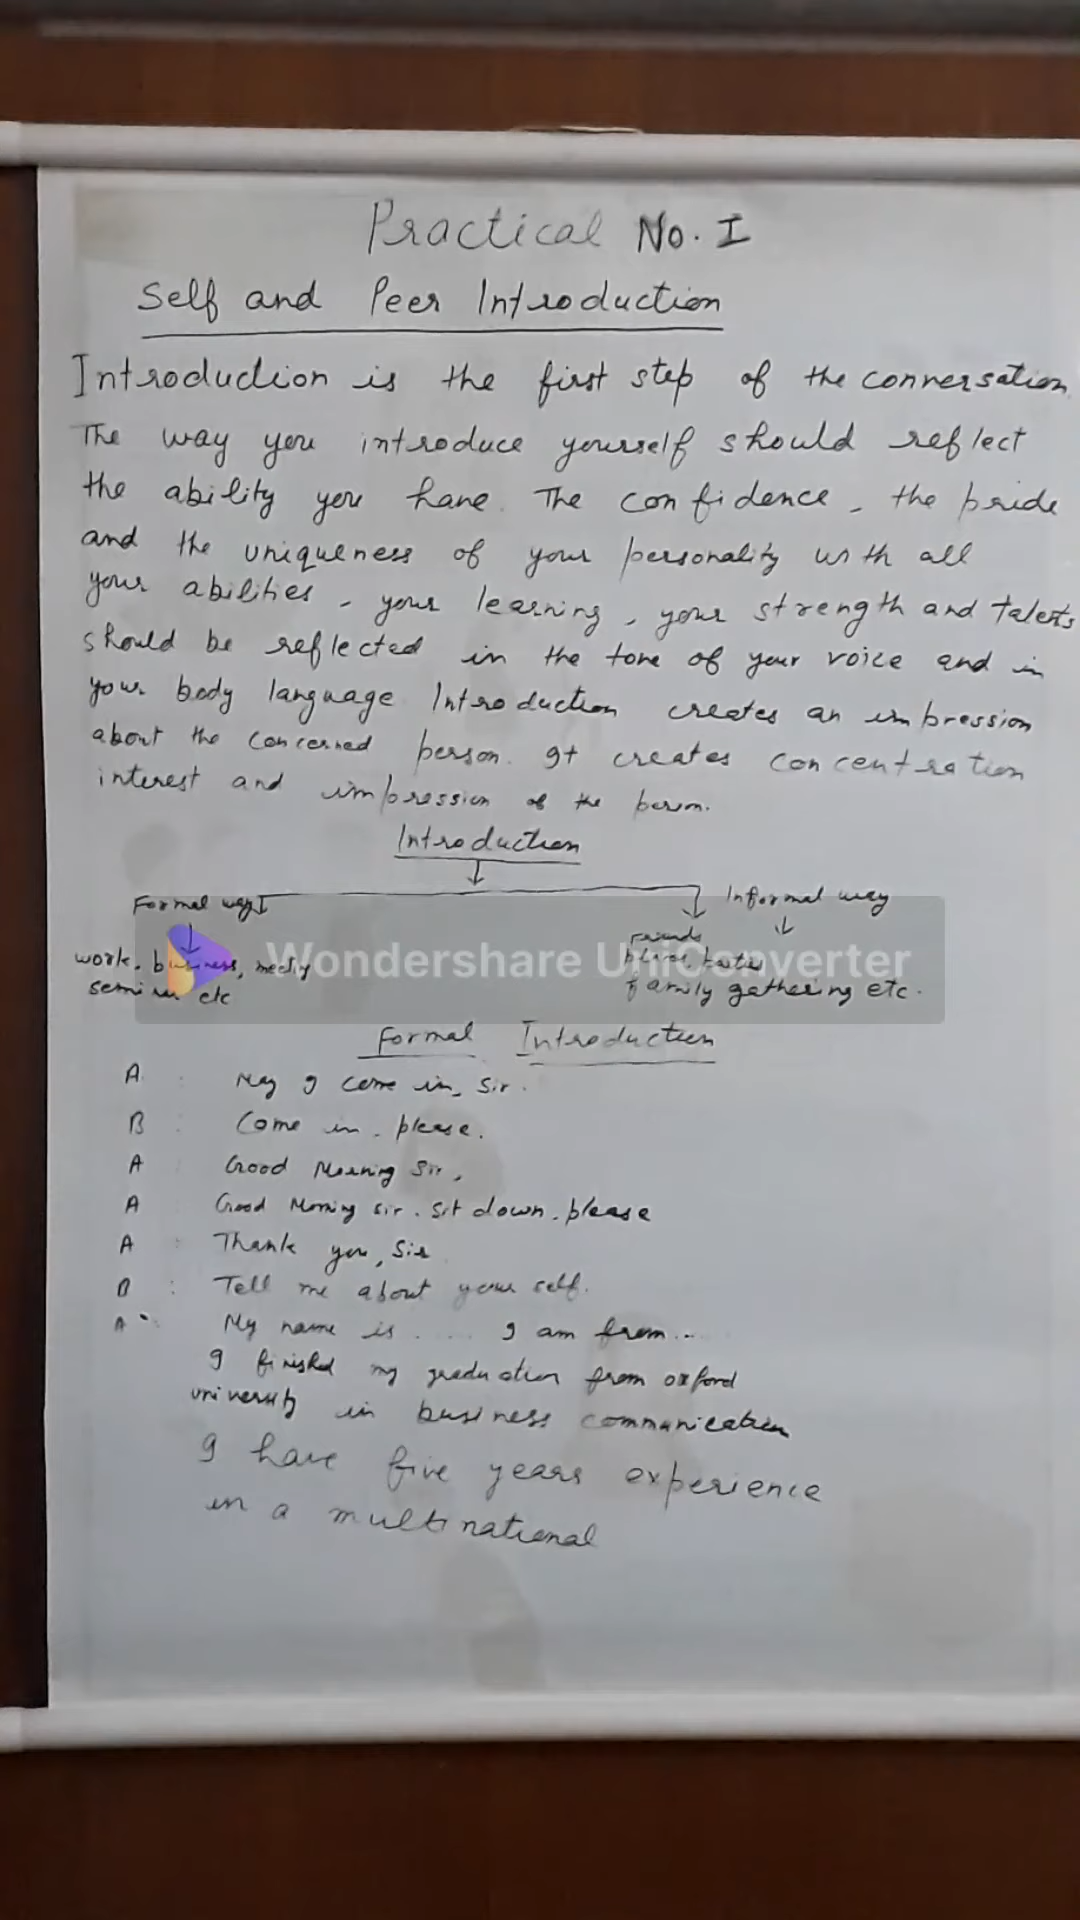 Practical No. I
Self and Peer Introduction
Introduction is the first step of the conversation.
The way you introduce yourself should reflect
the ability you have. The confidence, the pride
and the uniqueness of your personality with all
your abilities, your learning, your strength and talents
should be reflected in the tone of your voice and in
your body language. Introduction creates an impression
about the concerned person. It creates concentration
interest and impression of the person.
Introduction
Formal way
Informal way
work, business,
etc
Friends
family gathering etc.
Wondershare UniConverter
Formal Introduction
A : May I come in, Sir.
B : Come in, please.
A Good Morning Sir,
A Good Morning sir. Sit down, please
A : Thank you, Sir
B : Tell me about your self.
A : My name is .... I am from ...
I finished my graduation from oxford
university in business communication
I have five years experience
in a multinational